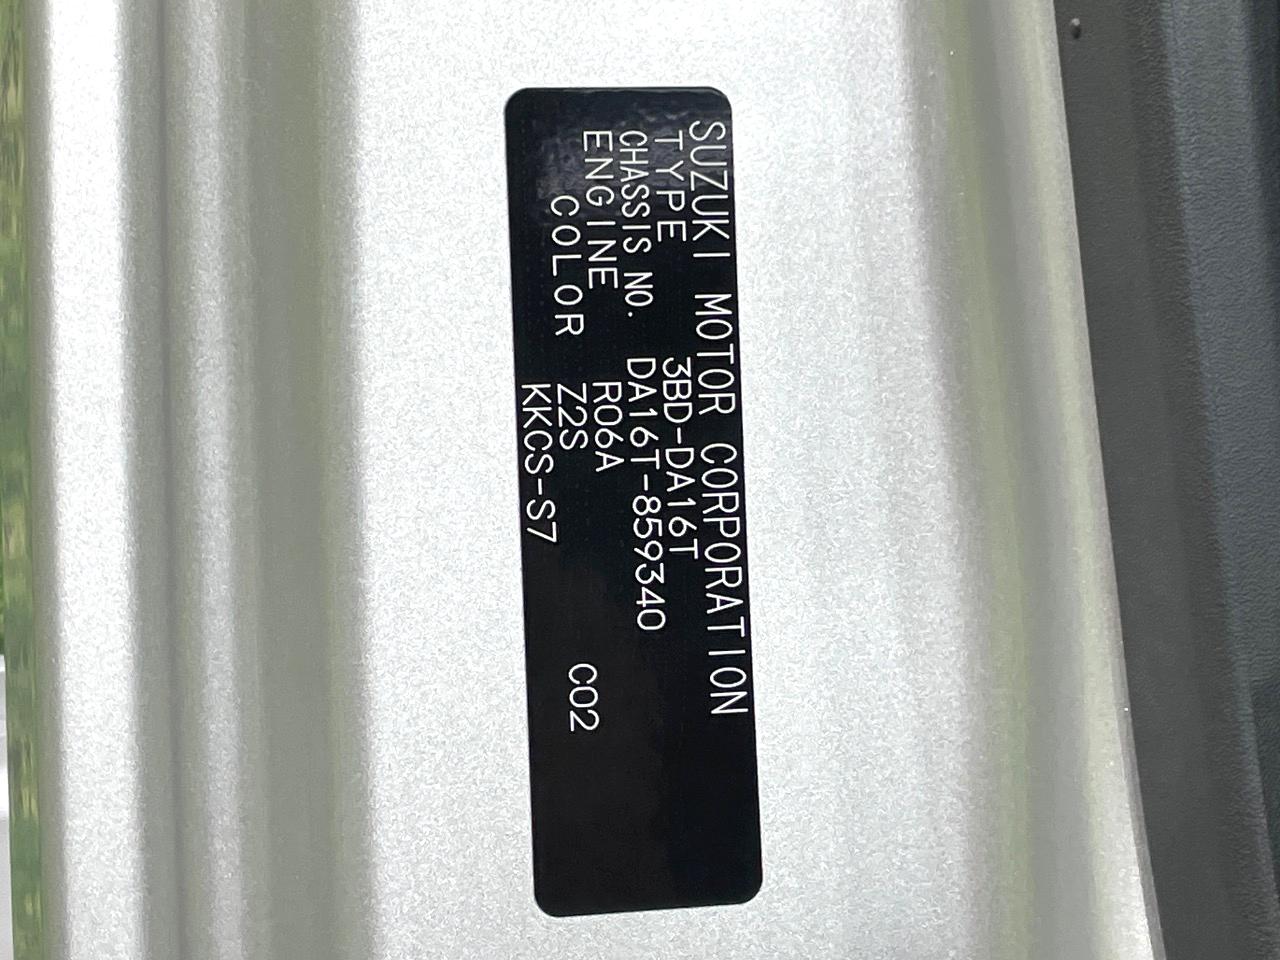 SUZUKI MOTOR CORPORATION
TYPE 3BD-DA16T
CHASSIS NO. DA16T-859340
ENGINE R06A
COLOR Z2S C02
KKCS-S7